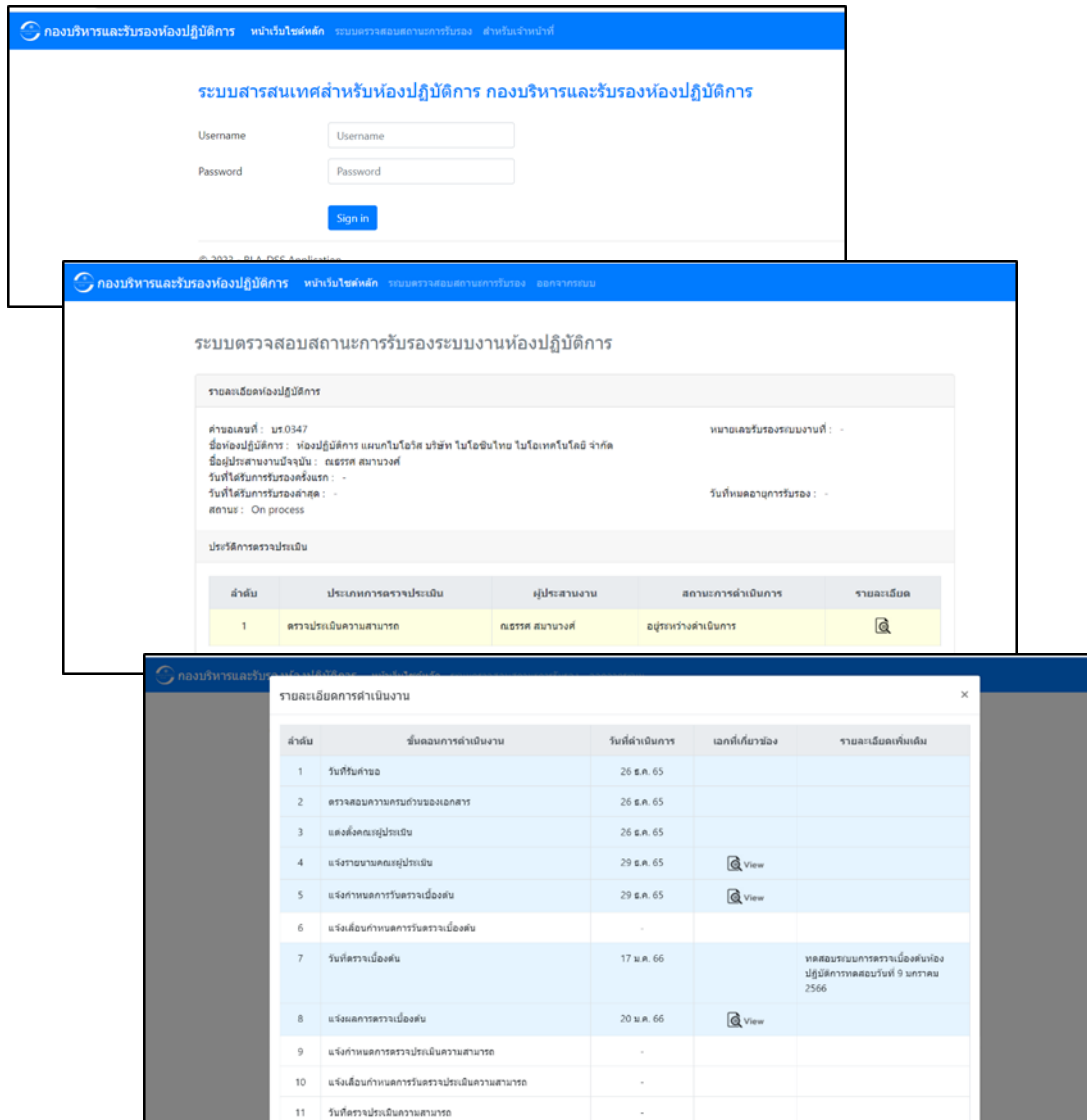 กองบริหารและรับรองห้องปฏิบัติการ หน้าเว็บไซต์หลัก ระบบตรวจสอบสถานะการรับรอง สำหรับเจ้าหน้าที่
ระบบสารสนเทศสำหรับห้องปฏิบัติการ กองบริหารและรับรองห้องปฏิบัติการ
Username Username
Password Password
Sign in
© 2023 - BLA-DSS Application
กองบริหารและรับรองห้องปฏิบัติการ หน้าเว็บไซต์หลัก ระบบตรวจสอบสถานะการรับรอง ออกจากระบบ
ระบบตรวจสอบสถานะการรับรองระบบงานห้องปฏิบัติการ
รายละเอียดห้องปฏิบัติการ
คำขอเลขที่ : บร.0347 หมายเลขรับรองระบบงานที่ : -
ชื่อห้องปฏิบัติการ : ห้องปฏิบัติการ แผนกไบโอวิส บริษัท ไบโอซินไทย ไบโอเทคโนโลยี จำกัด
ชื่อผู้ประสานงานปัจจุบัน : ณธรรศ สมานวงศ์
วันที่ได้รับการรับรองครั้งแรก : -
วันที่ได้รับการรับรองล่าสุด : - วันที่หมดอายุการรับรอง : -
สถานะ : On process
ประวัติการตรวจประเมิน
ลำดับ ประเภทการตรวจประเมิน ผู้ประสานงาน สถานะการดำเนินการ รายละเอียด
1 ตรวจประเมินความสามารถ ณธรรศ สมานวงศ์ อยู่ระหว่างดำเนินการ
กองบริหารและรับรองห้องปฏิบัติการ
รายละเอียดการดำเนินงาน ×
ลำดับ ขั้นตอนการดำเนินงาน วันที่ดำเนินการ เอกที่เกี่ยวข้อง รายละเอียดเพิ่มเติม
1 วันที่รับคำขอ 26 ธ.ค. 65
2 ตรวจสอบความครบถ้วนของเอกสาร 26 ธ.ค. 65
3 แต่งตั้งคณะผู้ประเมิน 26 ธ.ค. 65
4 แจ้งรายนามคณะผู้ประเมิน 29 ธ.ค. 65 View
5 แจ้งกำหนดการวันตรวจเบื้องต้น 29 ธ.ค. 65 View
6 แจ้งเลื่อนกำหนดการวันตรวจเบื้องต้น -
7 วันที่ตรวจเบื้องต้น 17 ม.ค. 66 ทดสอบระบบการตรวจเบื้องต้นห้อง
ปฏิบัติการทดสอบวันที่ 9 มกราคม
2566
8 แจ้งผลการตรวจเบื้องต้น 20 ม.ค. 66 View
9 แจ้งกำหนดการตรวจประเมินความสามารถ -
10 แจ้งเลื่อนกำหนดการวันตรวจประเมินความสามารถ -
11 วันที่ตรวจประเมินความสามารถ -